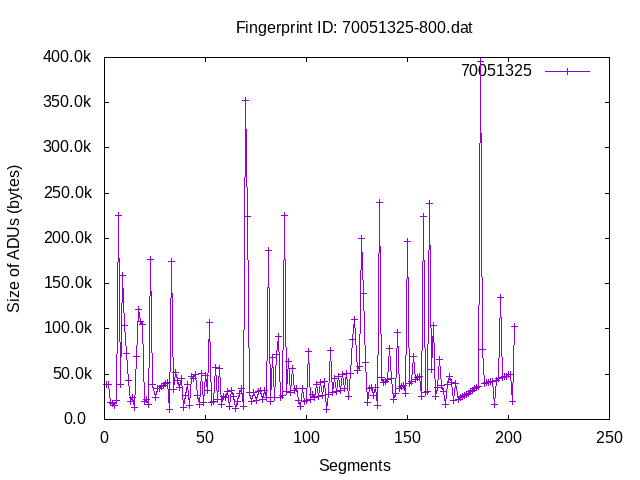 Fingerprint ID: 70051325-800.dat
400.0k
70051325
350.0k
300.0k
250.0k
200.0k
150.0k
100.0k
50.0k
0.0
Size of ADUs (bytes)
0 50 100 150 200 250
Segments